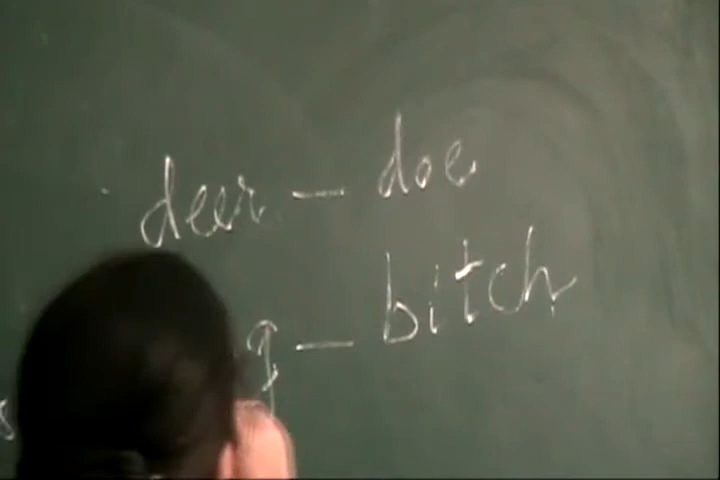 deer - doe
g - bitch